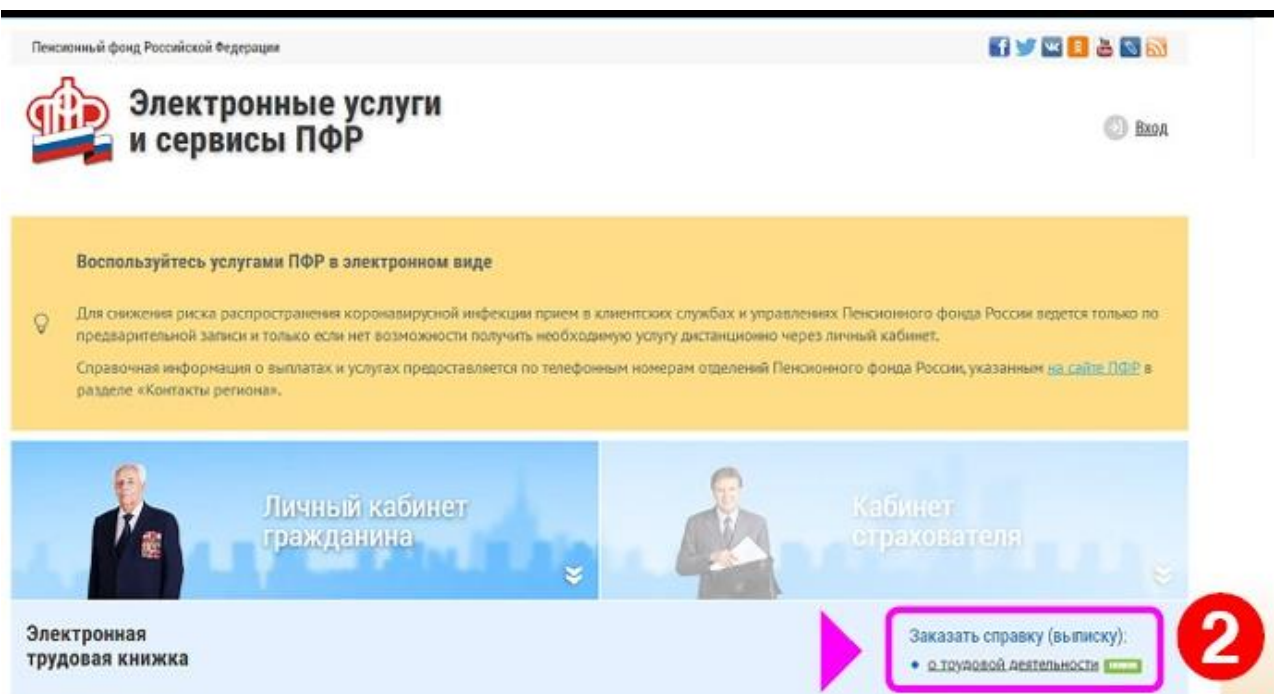 Пенсионный фонд Российской Федерации
Электронные услуги
и сервисы ПФР
Вход
Воспользуйтесь услугами ПФР в электронном виде
Для снижения риска распространения коронавирусной инфекции прием в клиентских службах и управлениях Пенсионного фонда России ведется только по
предварительной записи и только если нет возможности получить необходимую услугу дистанционно через личный кабинет.
Справочная информация о выплатах и услугах предоставляется по телефонным номерам отделений Пенсионного фонда России, указанным на сайте ПФР в
разделе «Контакты региона».
Личный кабинет
гражданина
Кабинет
страхователя
Электронная
трудовая книжка
Заказать справку (выписку):
• о трудовой деятельности
2